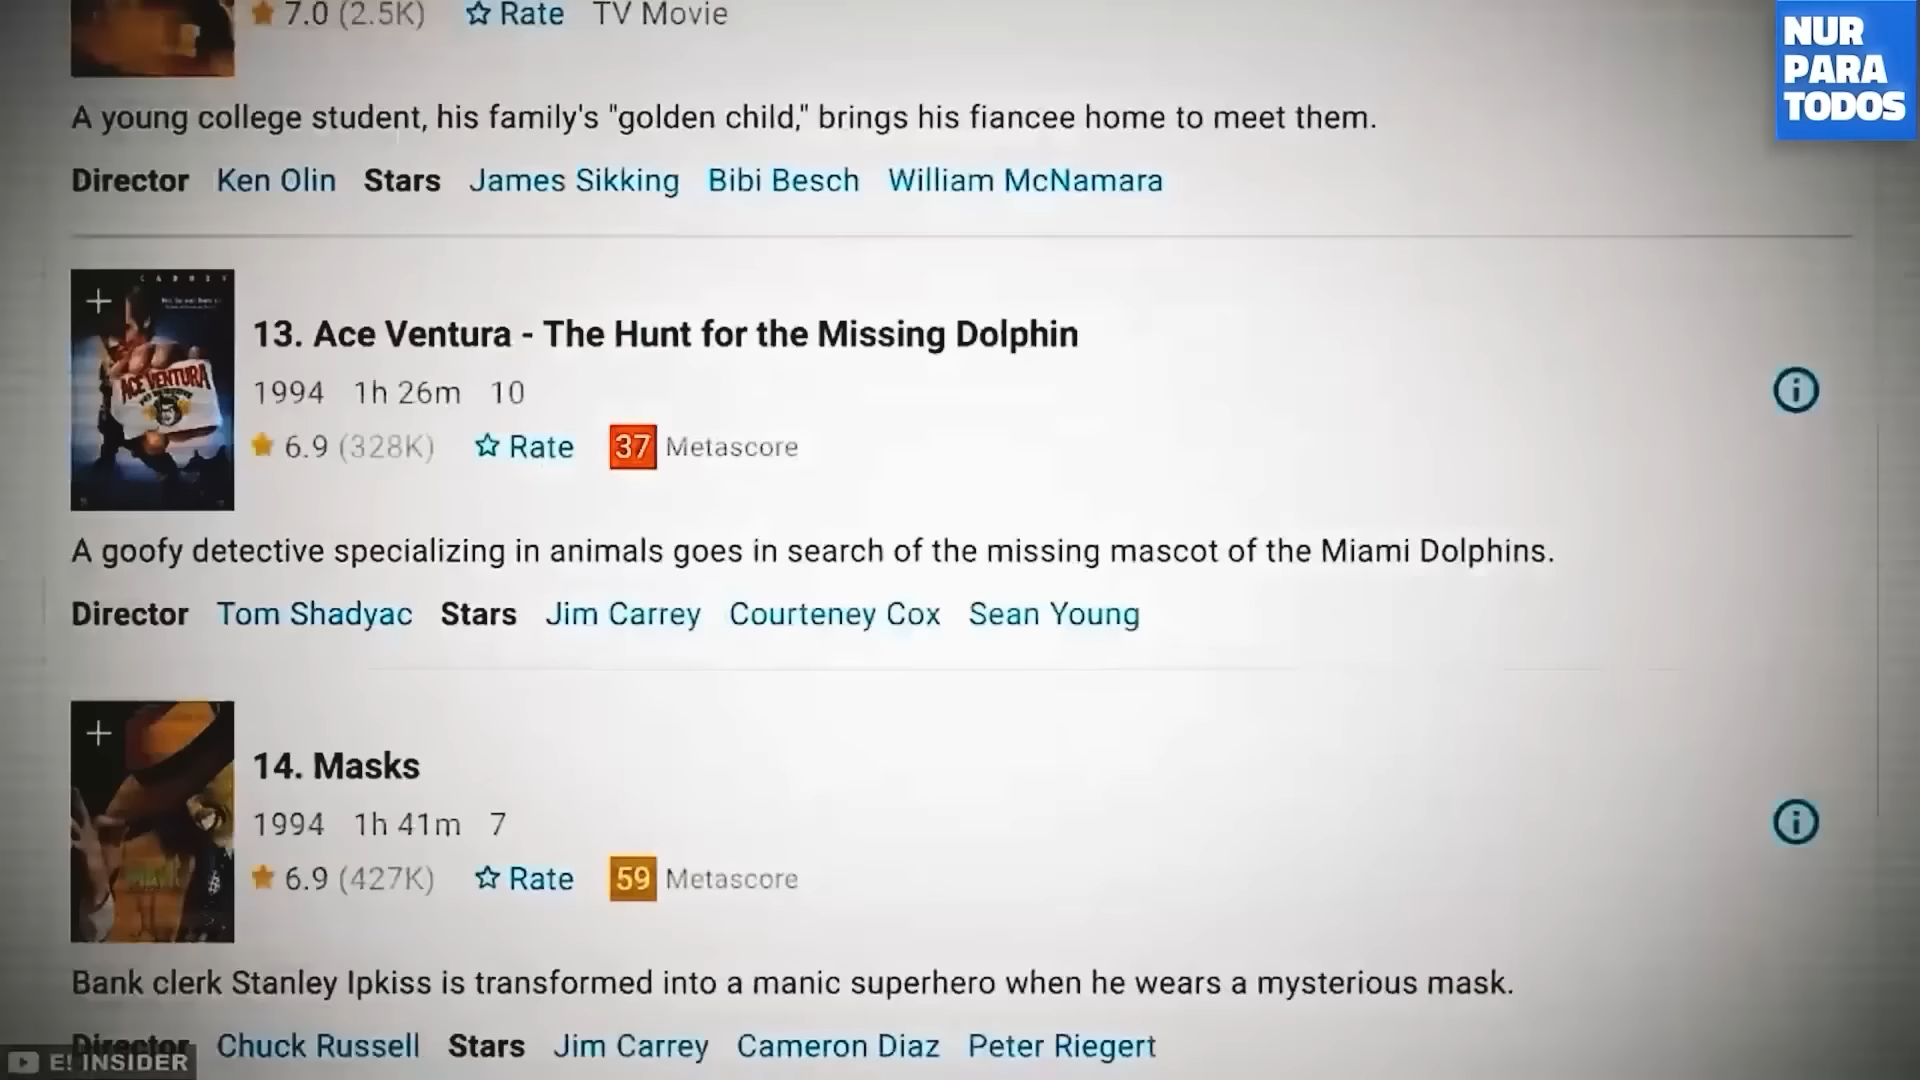 7.0 (2.5K) Rate TV Movie
NUR
PARA
TODOS
A young college student, his family's "golden child," brings his fiancee home to meet them.
Director Ken Olin Stars James Sikking Bibi Besch William McNamara
ACE VENTURA
13. Ace Ventura - The Hunt for the Missing Dolphin
1994 1h 26m 10
6.9 (328K) Rate 37 Metascore
A goofy detective specializing in animals goes in search of the missing mascot of the Miami Dolphins.
Director Tom Shadyac Stars Jim Carrey Courteney Cox Sean Young
14. Masks
1994 1h 41m 7
6.9 (427K) Rate 59 Metascore
Bank clerk Stanley Ipkiss is transformed into a manic superhero when he wears a mysterious mask.
Director Chuck Russell Stars Jim Carrey Cameron Diaz Peter Riegert
E! INSIDER